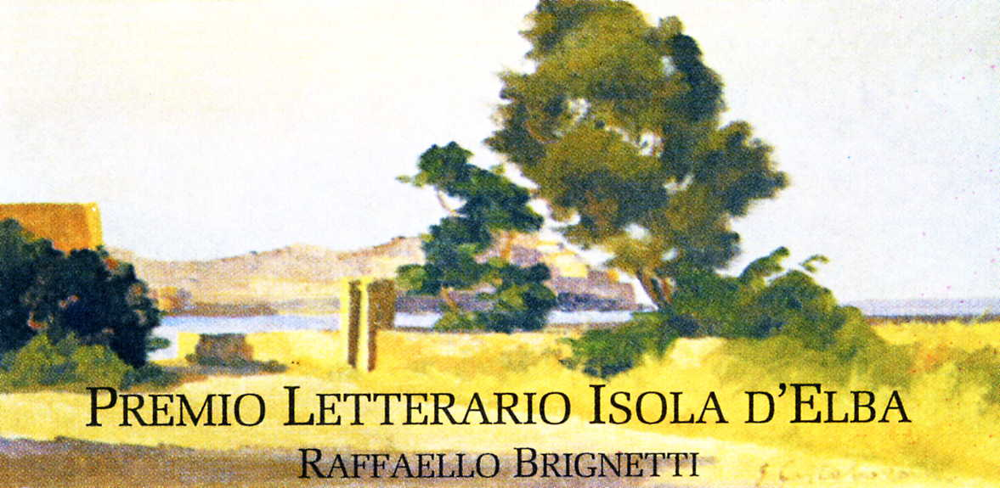 PREMIO LETTERARIO ISOLA D'ELBA
RAFFAELLO BRIGNETTI